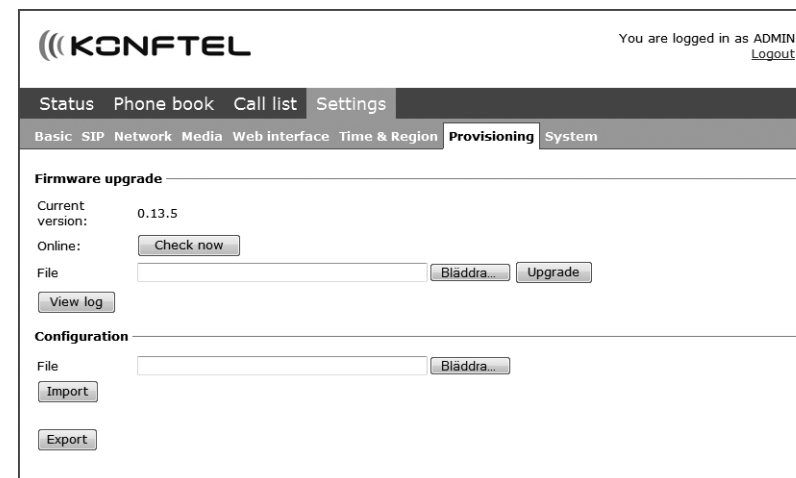 KONFTEL
You are logged in as ADMIN
Logout
Status Phone book Call list Settings
Basic SIP Network Media Web interface Time & Region Provisioning System
Firmware upgrade
Current
version: 0.13.5
Online: Check now
File Bläddra... Upgrade
View log
Configuration
File Bläddra...
Import
Export